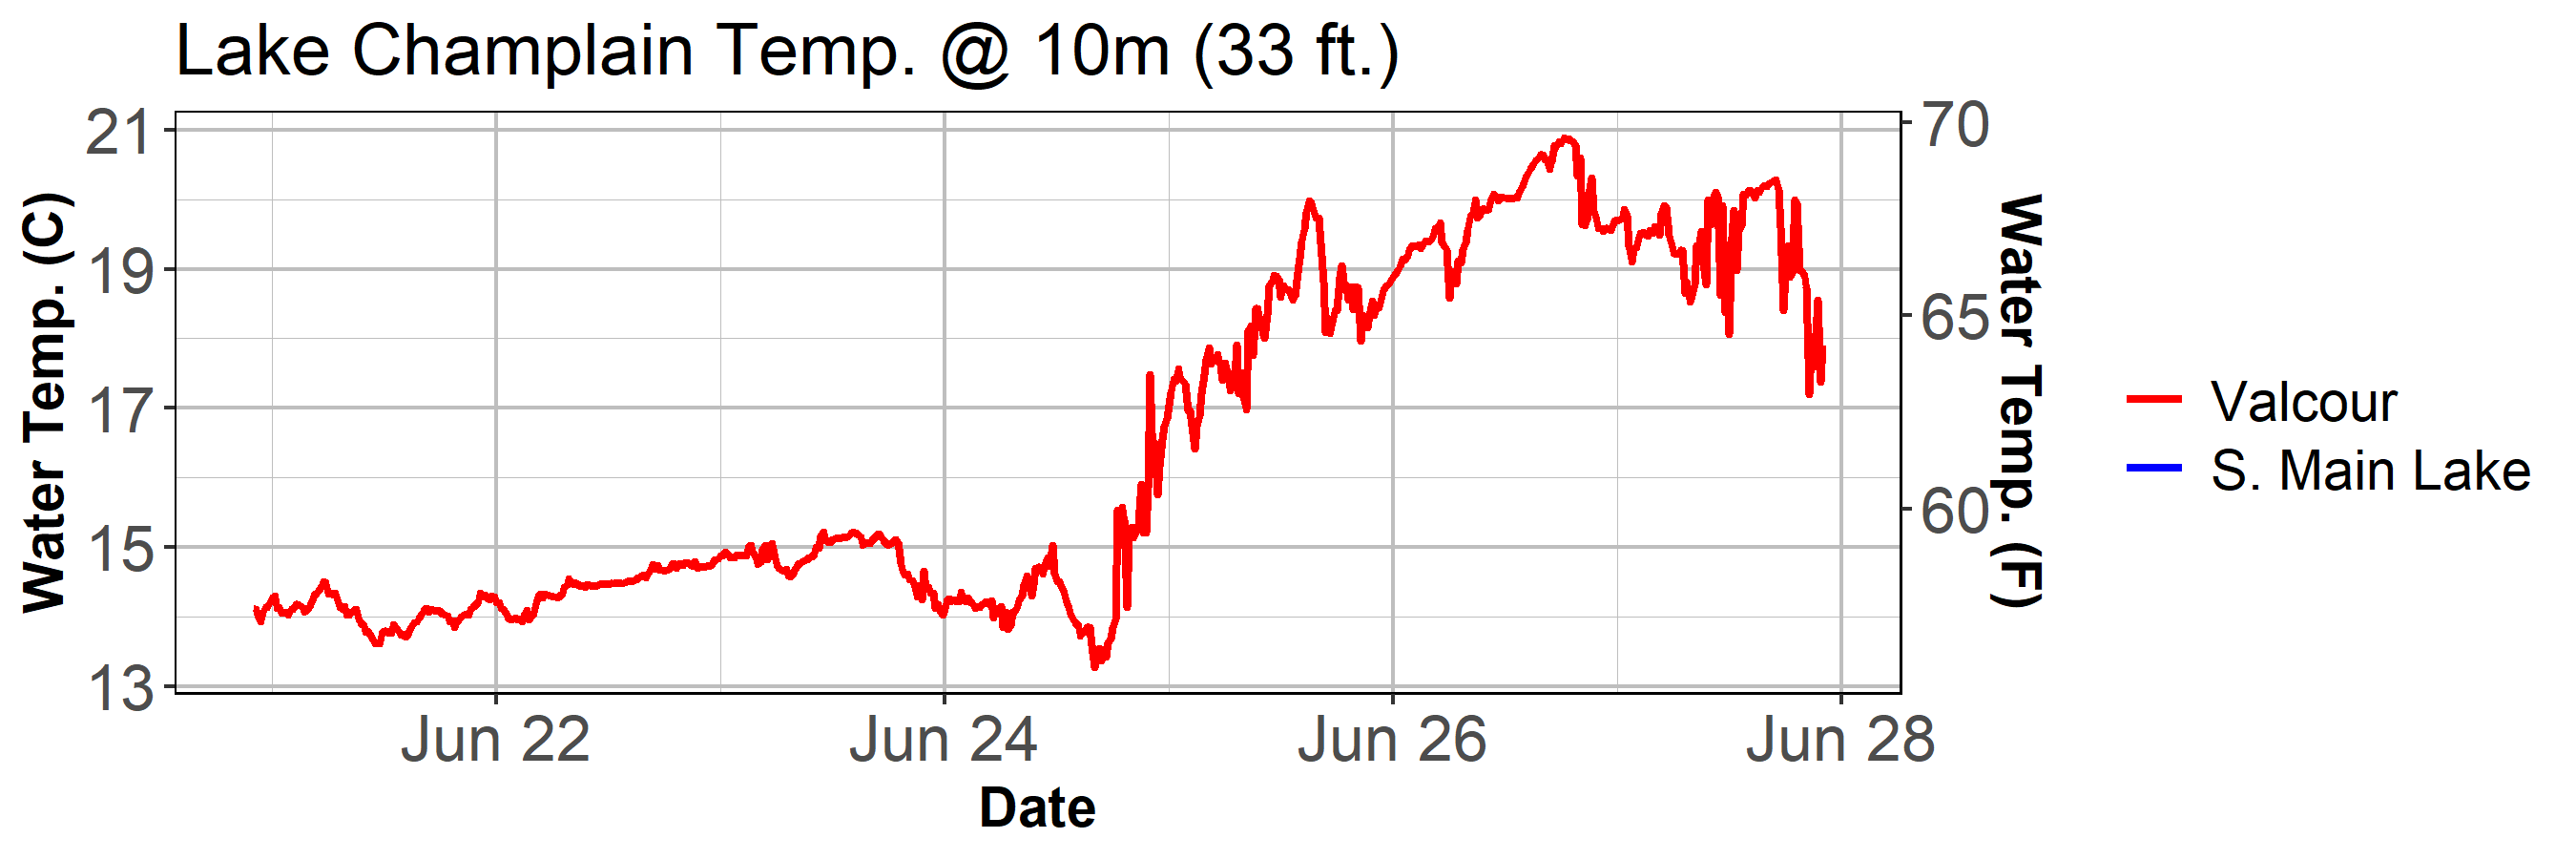 Lake Champlain Temp. @ 10m (33 ft.)
Water Temp. (C)
21
19
17
15
13
70
65
60
Water Temp. (F)
Jun 22
Jun 24
Jun 26
Jun 28
Date
Valcour
S. Main Lake